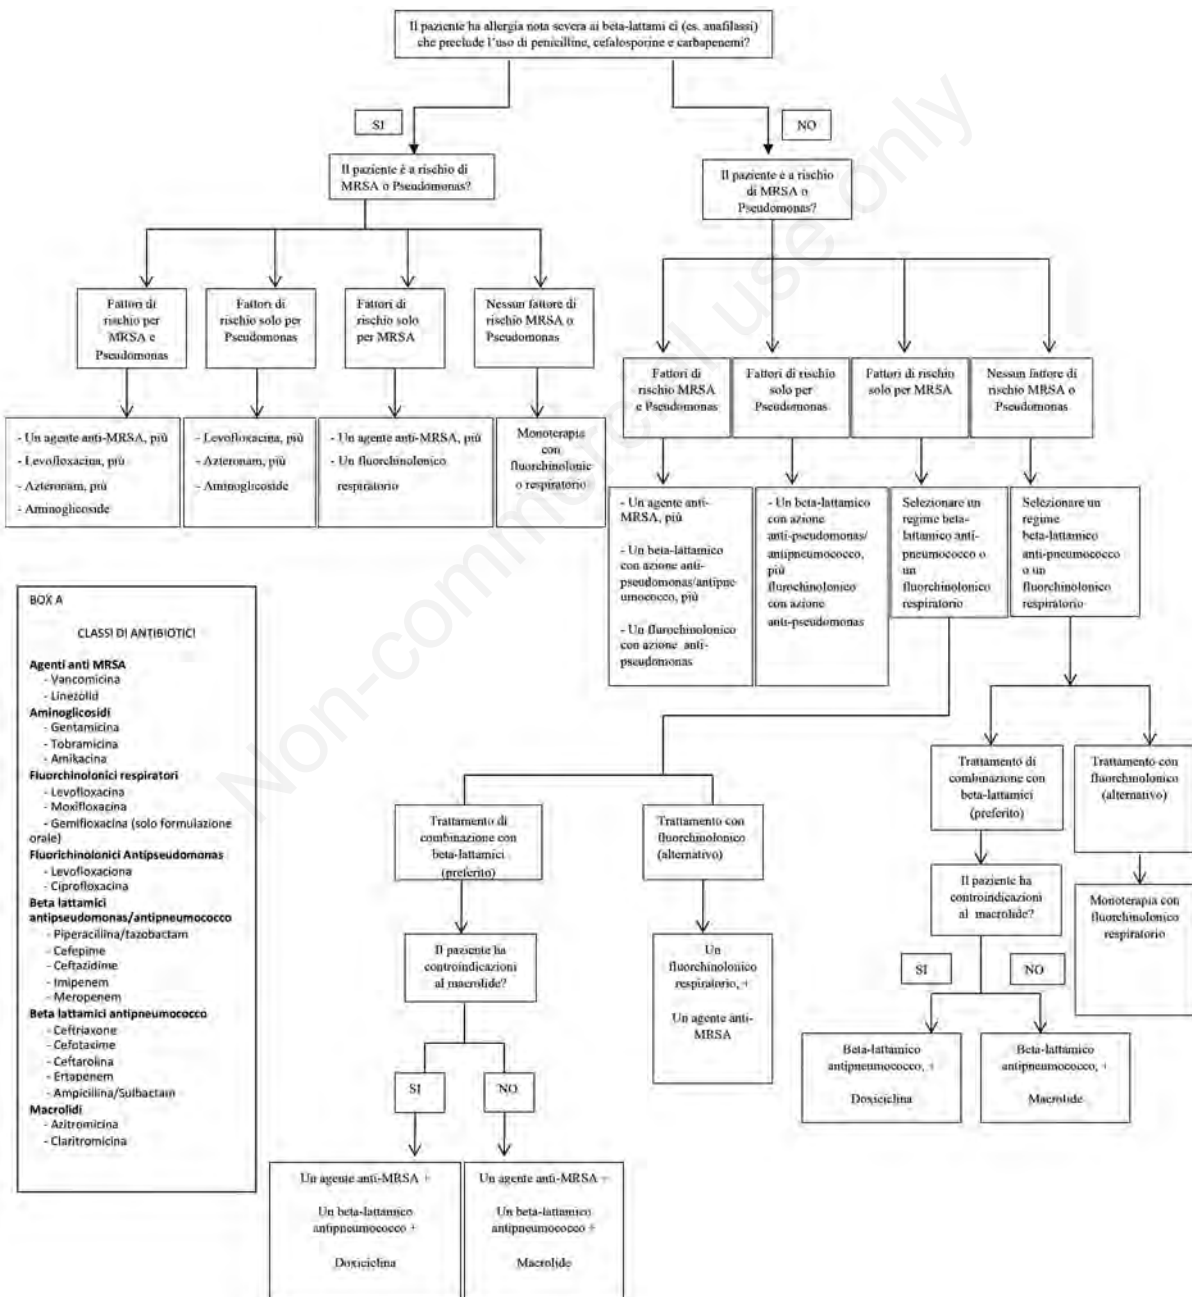 Il paziente ha allergia nota severa ai beta-lattami ci (es. anafilassi)
che preclude l'uso di penicilline, cefalosporine e carbapenemi?
SI
NO
Il paziente è a rischio di
MRSA o Pseudomonas?
Il paziente e a rischio
di MRSA o
Pseudomonas?
Fattori di
rischio per
MRSA e
Pseudomonas
Fattori di
rischio solo per
Pseudomonas
Fattori di
rischio solo
per MRSA
Nessun fattore di
rischio MRSA o
Pseudomonas
Fattori di
rischio MRSA
e Pseudomonas
Fattori di rischio
solo per
Pseudomonas
Fattori di rischio
solo per MRSA
Nessun fattore di
rischio MRSA o
Pseudomonas
- Un agente anti-MRSA, più
- Levofloxacina, più
- Azteronam, più
- Aminoglicoside
- Levofloxacina, più
- Azteronam, più
- Aminoglicoside
- Un agente anti-MRSA, più
- Un fluorchinolonico
respiratorio
Monoterapia
con
fluorchinolonic
o respiratorio
- Un agente anti-
MRSA, più
- Un beta-lattamico
con azione anti-
pseudomonas/antipne
umococco, più
- Un flurochinolonico
con azione anti-
pseudomonas
- Un beta-lattamico
con azione
anti-pseudomonas/
antipneumococco,
più
flurochinolonico
con azione
anti-pseudomonas
Selezionare un
regime beta-
lattamico anti-
pneumococco o
un
fluorchinolonico
respiratorio
Selezionare un
regime
beta-lattamico
anti-pneumococco
o un
fluorchinolonico
respiratorio
BOX A
CLASSI DI ANTIBIOTICI
Agenti anti MRSA
- Vancomicina
- Linezolid
Aminoglicosidi
- Gentamicina
- Tobramicina
- Amikacina
Fluorchinolonici respiratori
- Levofloxacina
- Moxifloxacina
- Gemifloxacina (solo formulazione
orale)
Fluorichinolonici Antipseudomonas
- Levofloxaciona
- Ciprofloxacina
Beta lattamici
antipseudomonas/antipneumococco
- Piperacillina/tazobactam
- Cefepime
- Ceftazidime
- Imipenem
- Meropenem
Beta lattamici antipneumococco
- Ceftriaxone
- Cefotaxime
- Ceftarolina
- Ertapenem
- Ampicillina/Sulbactam
Macrolidi
- Azitromicina
- Claritromicina
Trattamento di
combinazione con
beta-lattamici
(preferito)
Trattamento con
fluorchinolonico
(alternativo)
Trattamento di
combinazione con
beta-lattamici
(preferito)
Trattamento con
fluorchinolonico
(alternativo)
Il paziente ha
controindicazioni
al macrolide?
Un
fluorchinolonico
respiratorio, +
Un agente anti-
MRSA
Il paziente ha
controindicazioni
al macrolide?
Monoterapia con
fluorchinolonico
respiratorio
SI
NO
Beta-lattamico
antipneumococco, +
Doxiciclina
Beta-lattamico
antipneumococco, +
Macrolide
SI
NO
Un agente anti-MRSA +
Un beta-lattamico
antipneumococco +
Doxiciclina
Un agente anti-MRSA +
Un beta-lattamico
antipneumococco +
Macrolide
Non-commercial use only